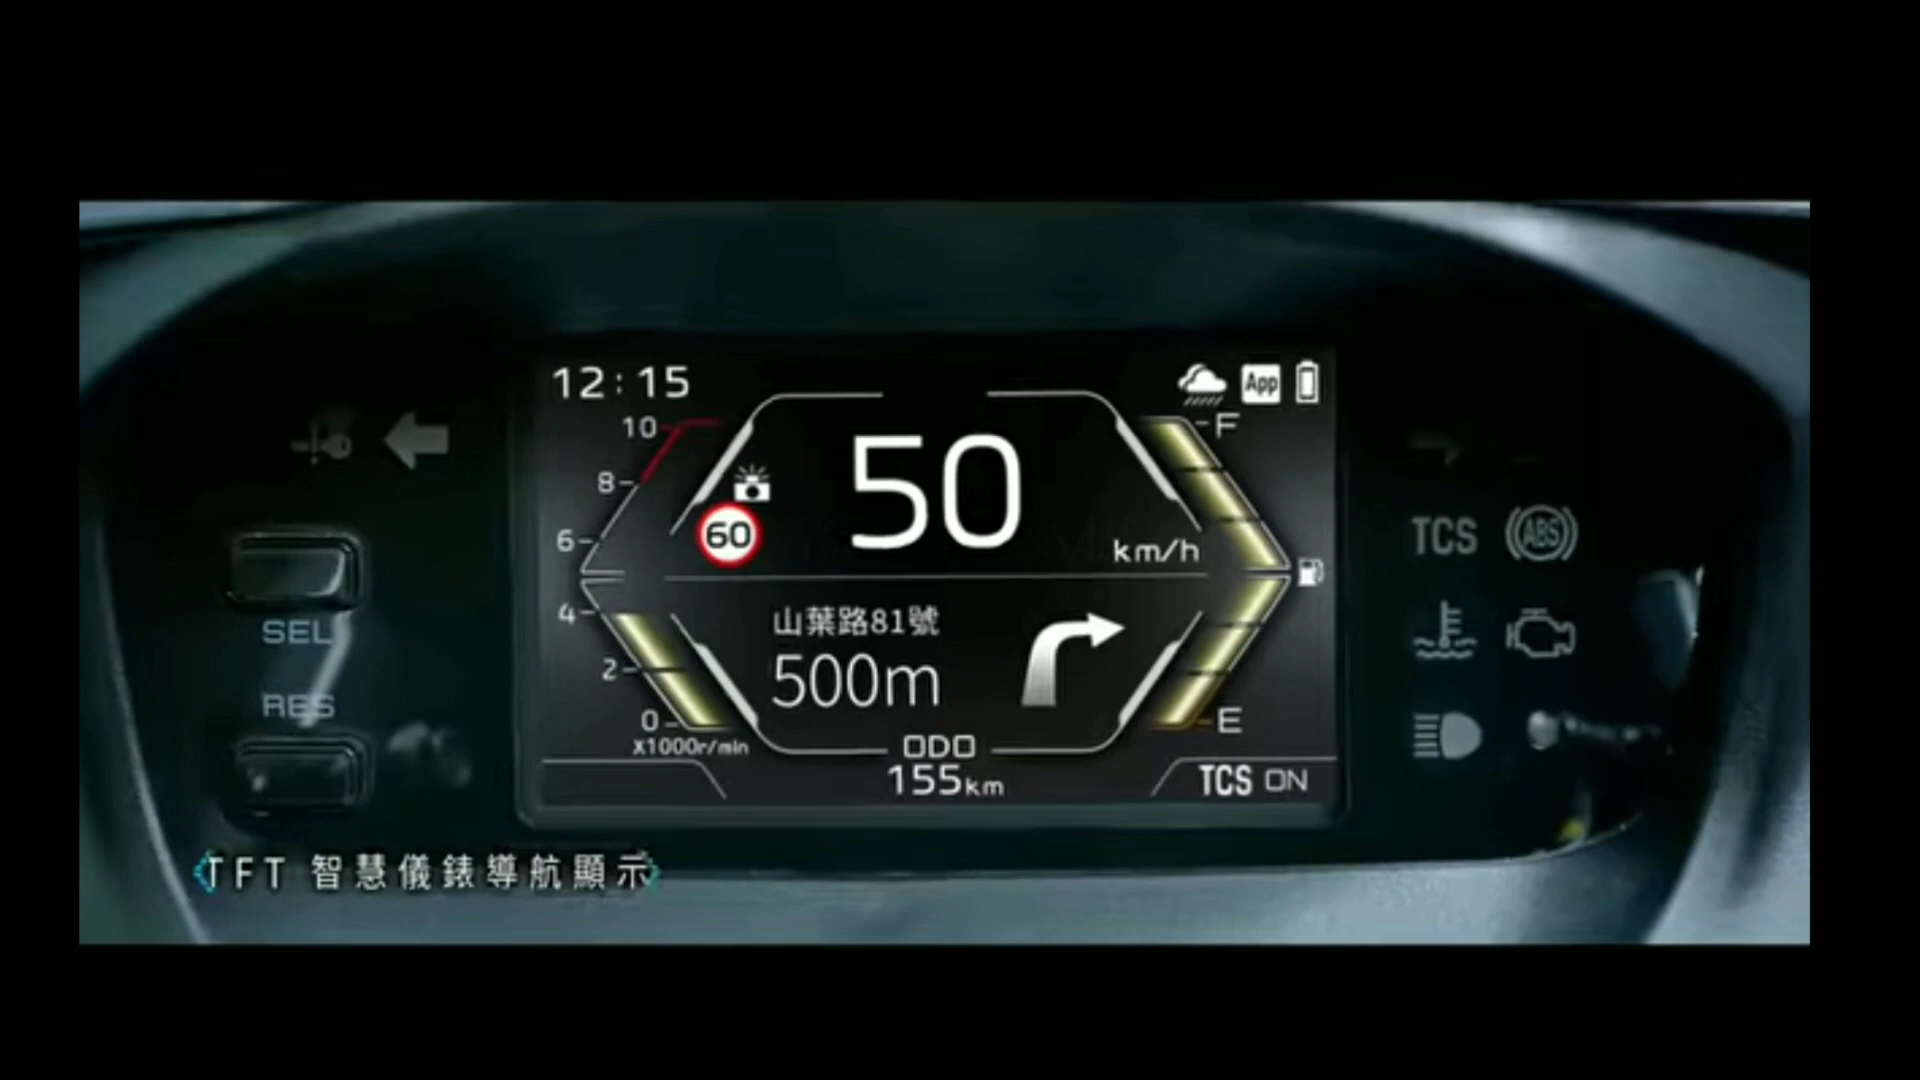 12:15
App
10
8
6
4
2
0
X1000r/min
60
50
km/h
F
E
山葉路81號
500m
ODO
155km
TCS ON
SEL
RES
TCS
ABS
TFT 智慧儀錶導航顯示